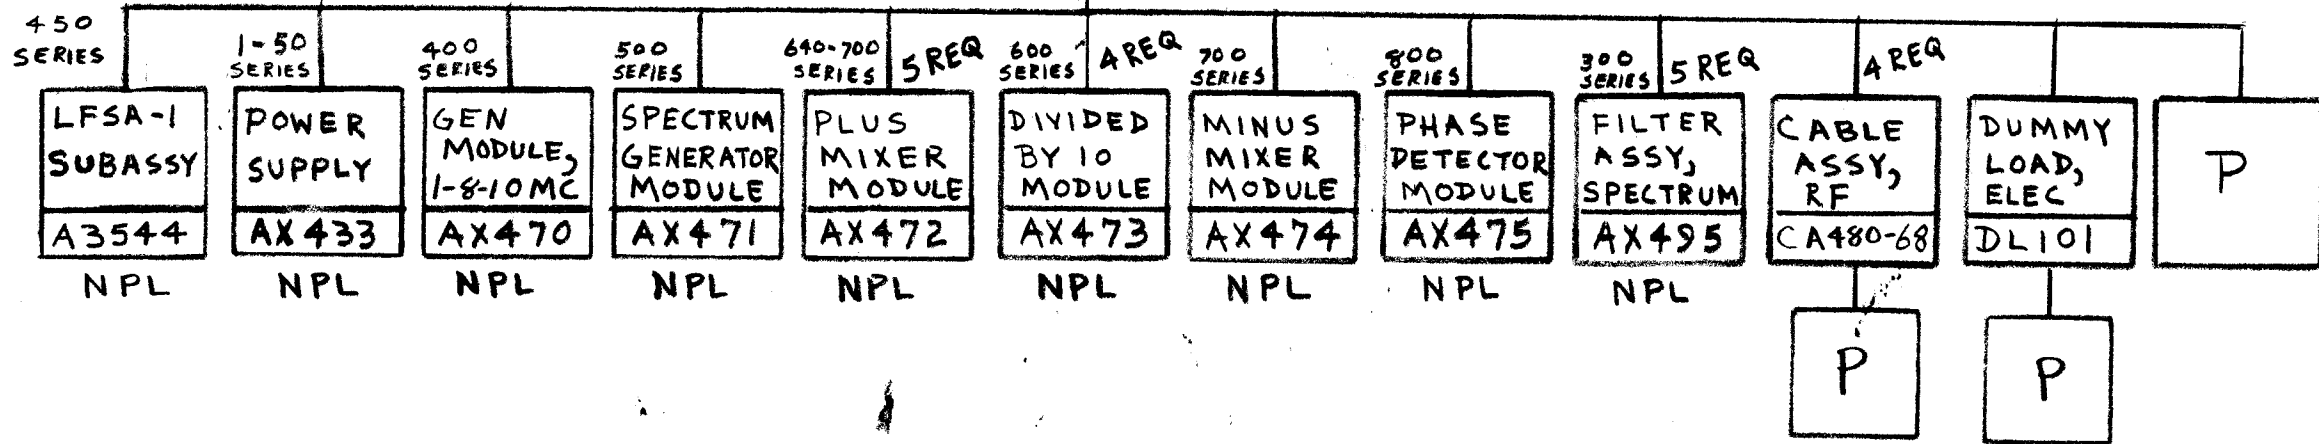 450
SERIES
LFSA-1
SUBASSY
A3544
NPL
1-50
SERIES
POWER
SUPPLY
AX433
NPL
400
SERIES
GEN
MODULE,
1-8-10MC
AX470
NPL
500
SERIES
SPECTRUM
GENERATOR
MODULE
AX471
NPL
640-700
SERIES
5 REQ
PLUS
MIXER
MODULE
AX472
NPL
600
SERIES
4 REQ
DIVIDED
BY 10
MODULE
AX473
NPL
700
SERIES
MINUS
MIXER
MODULE
AX474
NPL
800
SERIES
PHASE
DETECTOR
MODULE
AX475
NPL
300
SERIES
5 REQ
FILTER
ASSY,
SPECTRUM
AX495
NPL
4 REQ
CABLE
ASSY,
RF
CA480-68
P
DUMMY
LOAD,
ELEC
DL101
P
P